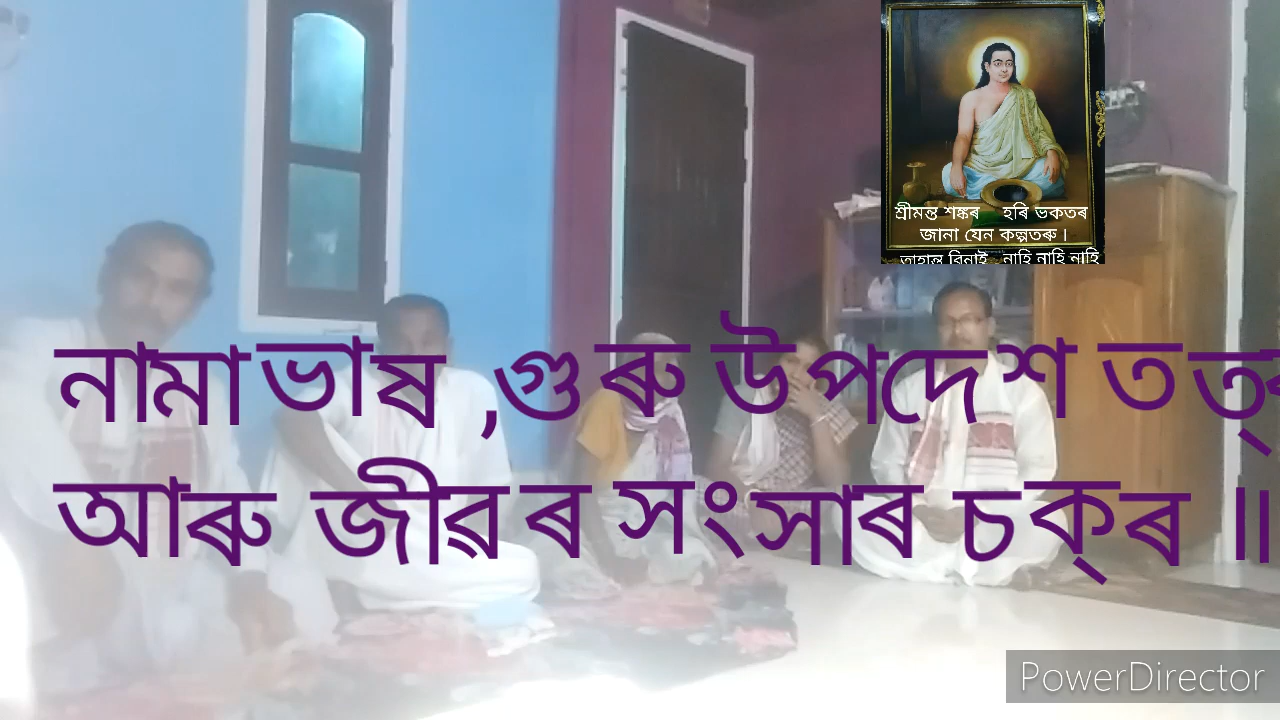 শ্ৰীমন্ত শঙ্কৰ হৰি ভকতৰ
জানা যেন কল্পতৰু ।
তাহান্ত বিনাই নাহি নাহি নাহি
নামাভাষ ,গুৰু উপদেশ
আৰু জীৱৰ সংসাৰ চক্ৰ ॥
PowerDirector